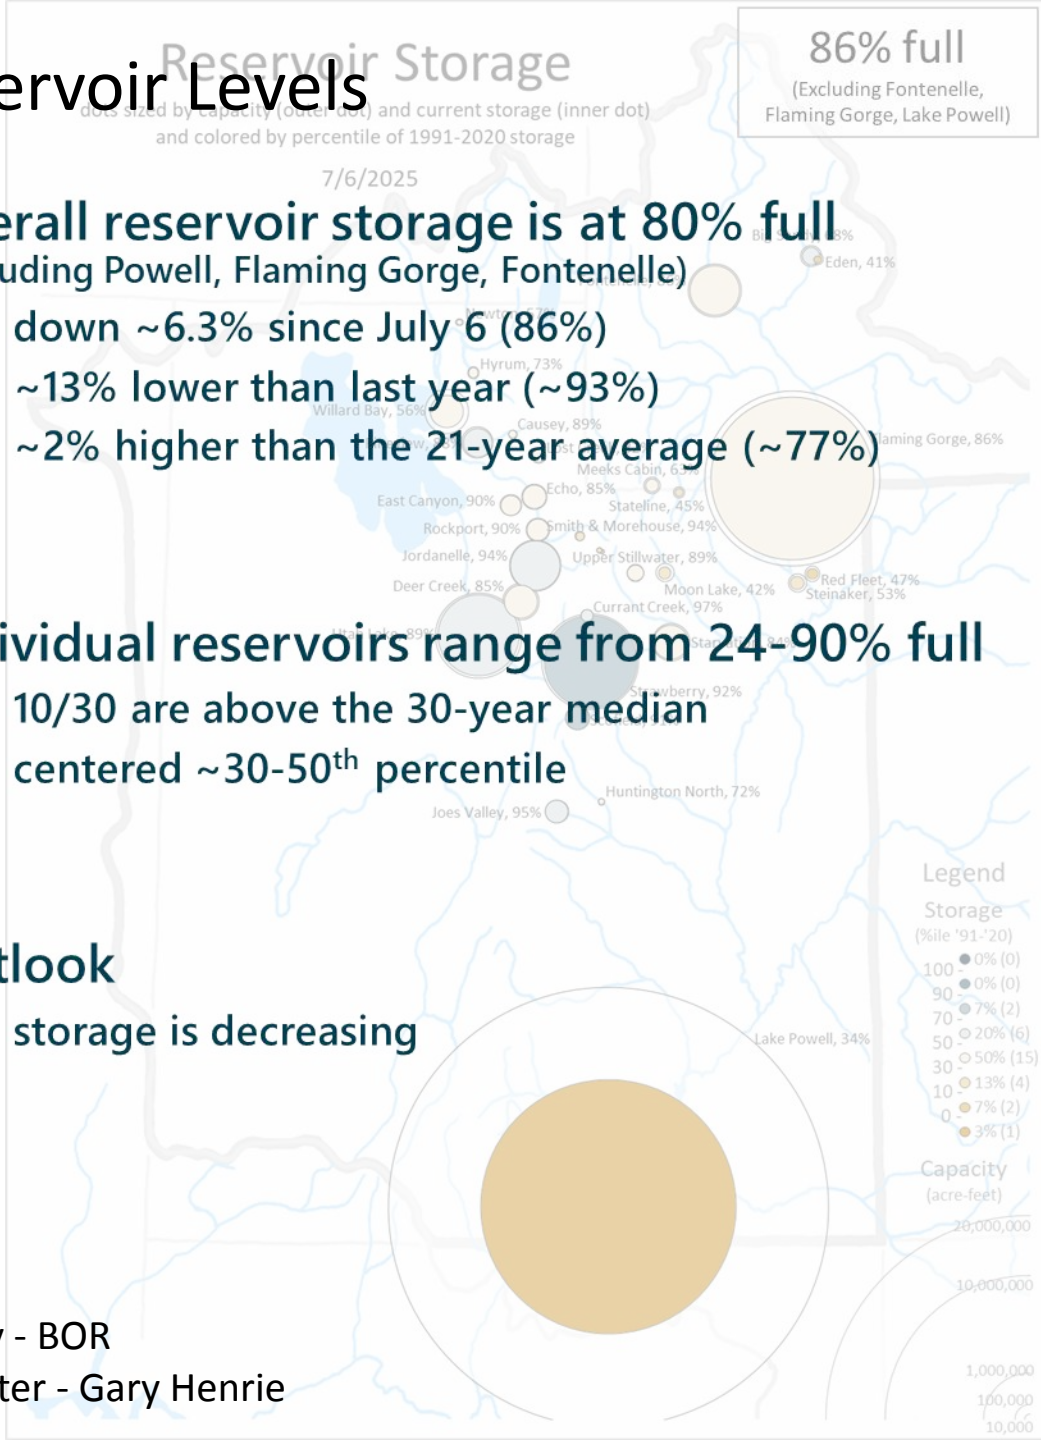 Reservoir Storage
ervoir Levels
dots sized by capacity (outer dot) and current storage (inner dot)
and colored by percentile of 1991-2020 storage
7/6/2025
86% full
(Excluding Fontenelle,
Flaming Gorge, Lake Powell)
erall reservoir storage is at 80% full
uding Powell, Flaming Gorge, Fontenelle)
down ~6.3% since July 6 (86%)
~13% lower than last year (~93%)
~2% higher than the 21-year average (~77%)
Eden, 41%
Hyrum, 73%
Willard Bay, 56%
Causey, 89%
Flaming Gorge, 86%
Meeks Cabin, 63%
East Canyon, 90%
Echo, 85%
Stateline, 45%
Rockport, 90%
Smith & Morehouse, 94%
Jordanelle, 94%
Upper Stillwater, 89%
Deer Creek, 85%
Moon Lake, 42%
Red Fleet, 47%
Steinaker, 53%
Currant Creek, 97%
Utah Lake, 89%
ividual reservoirs range from 24-90% full
Strawberry, 92%
10/30 are above the 30-year median
centered ~30-50th percentile
Huntington North, 72%
Joes Valley, 95%
tlook
storage is decreasing
Lake Powell, 34%
Legend
Storage
(%ile '91-'20)
0% (0)
100
0% (0)
90
7% (2)
70
20% (6)
50
50% (15)
30
13% (4)
10
7% (2)
0
3% (1)
Capacity
(acre-feet)
20,000,000
10,000,000
1,000,000
100,000
10,000
- BOR
ter - Gary Henrie